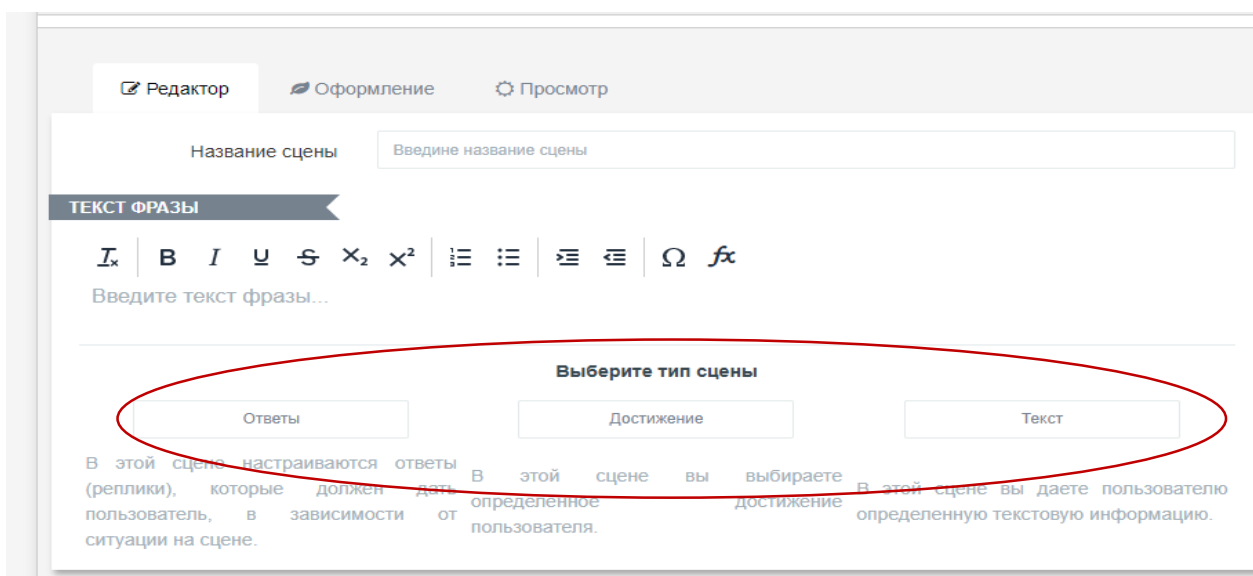 Редактор Оформление Просмотр
Название сцены Введине название сцены
ТЕКСТ ФРАЗЫ
Введите текст фразы...
Выберите тип сцены
Ответы Достижение Текст
В этой сцене настраиваются ответы
(реплики), которые должен дать
пользователь, в зависимости от
ситуации на сцене.
В этой сцене вы выбираете
определенное достижение
пользователя.
В этой сцене вы даете пользователю
определенную текстовую информацию.